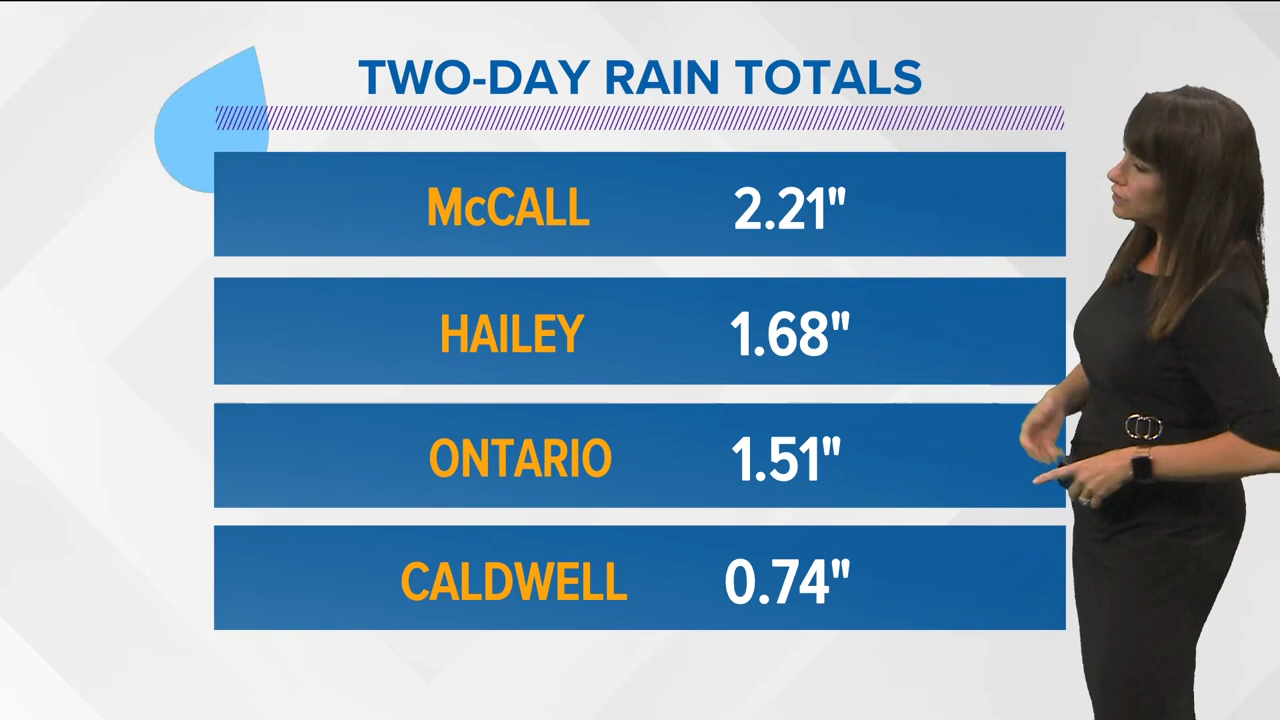 TWO-DAY RAIN TOTALS
McCALL 2.21"
HAILEY 1.68"
ONTARIO 1.51"
CALDWELL 0.74"